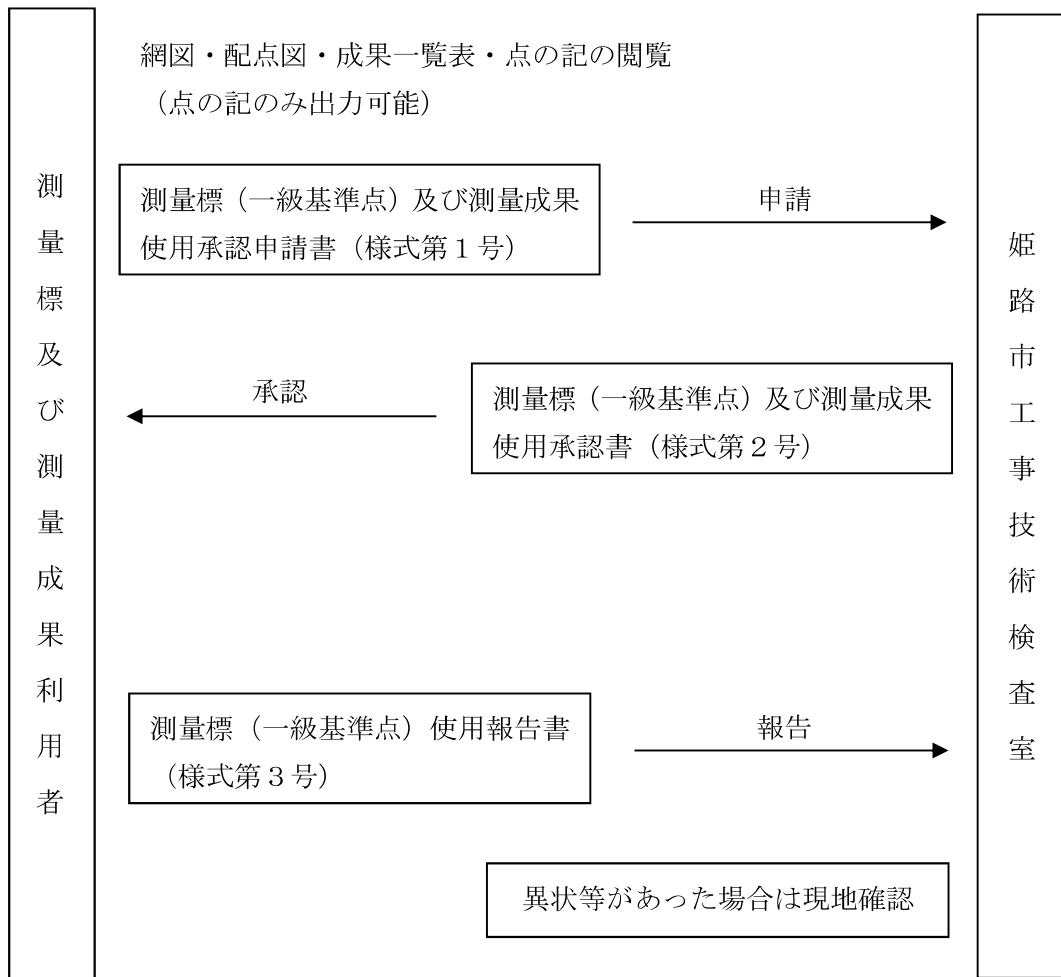 網図・配点図・成果一覧表・点の記の閲覧
（点の記のみ出力可能）
測量標及び測量成果利用者
測量標（一級基準点）及び測量成果
使用承認申請書（様式第１号）
申請
姫路市工事技術検査室
承認
測量標（一級基準点）及び測量成果
使用承認書（様式第２号）
測量標（一級基準点）使用報告書
（様式第３号）
報告
異状等があった場合は現地確認